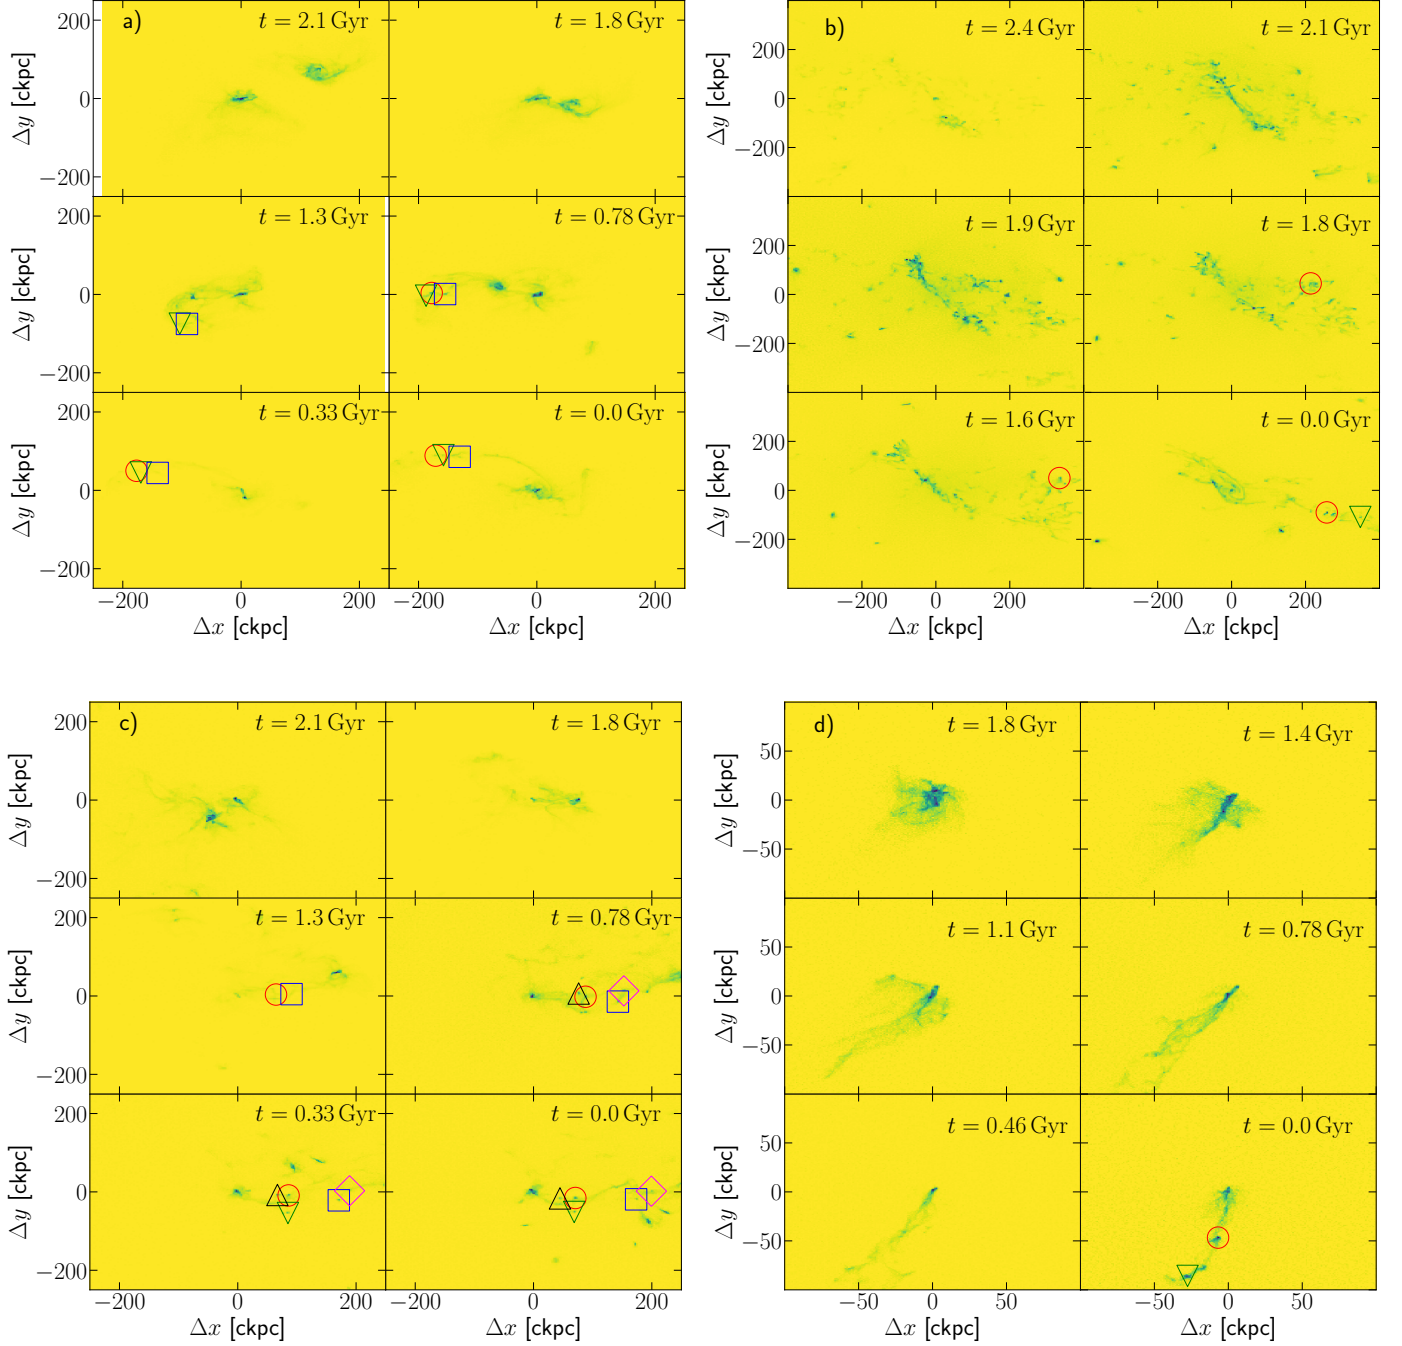 a)
t = 2.1 Gyr
t = 1.8 Gyr
200
0
−200
Δy [ckpc]
t = 1.3 Gyr
t = 0.78 Gyr
200
0
−200
Δy [ckpc]
t = 0.33 Gyr
t = 0.0 Gyr
200
0
−200
Δy [ckpc]
−200 0 200 −200 0 200
Δx [ckpc] Δx [ckpc]
b)
t = 2.4 Gyr
t = 2.1 Gyr
200
0
−200
Δy [ckpc]
t = 1.9 Gyr
t = 1.8 Gyr
200
0
−200
Δy [ckpc]
t = 1.6 Gyr
t = 0.0 Gyr
200
0
−200
Δy [ckpc]
−200 0 200 −200 0 200
Δx [ckpc] Δx [ckpc]
c)
t = 2.1 Gyr
t = 1.8 Gyr
200
0
−200
Δy [ckpc]
t = 1.3 Gyr
t = 0.78 Gyr
200
0
−200
Δy [ckpc]
t = 0.33 Gyr
t = 0.0 Gyr
200
0
−200
Δy [ckpc]
−200 0 200 −200 0 200
Δx [ckpc] Δx [ckpc]
d)
t = 1.8 Gyr
t = 1.4 Gyr
50
0
−50
Δy [ckpc]
t = 1.1 Gyr
t = 0.78 Gyr
50
0
−50
Δy [ckpc]
t = 0.46 Gyr
t = 0.0 Gyr
50
0
−50
Δy [ckpc]
−50 0 50 −50 0 50
Δx [ckpc] Δx [ckpc]